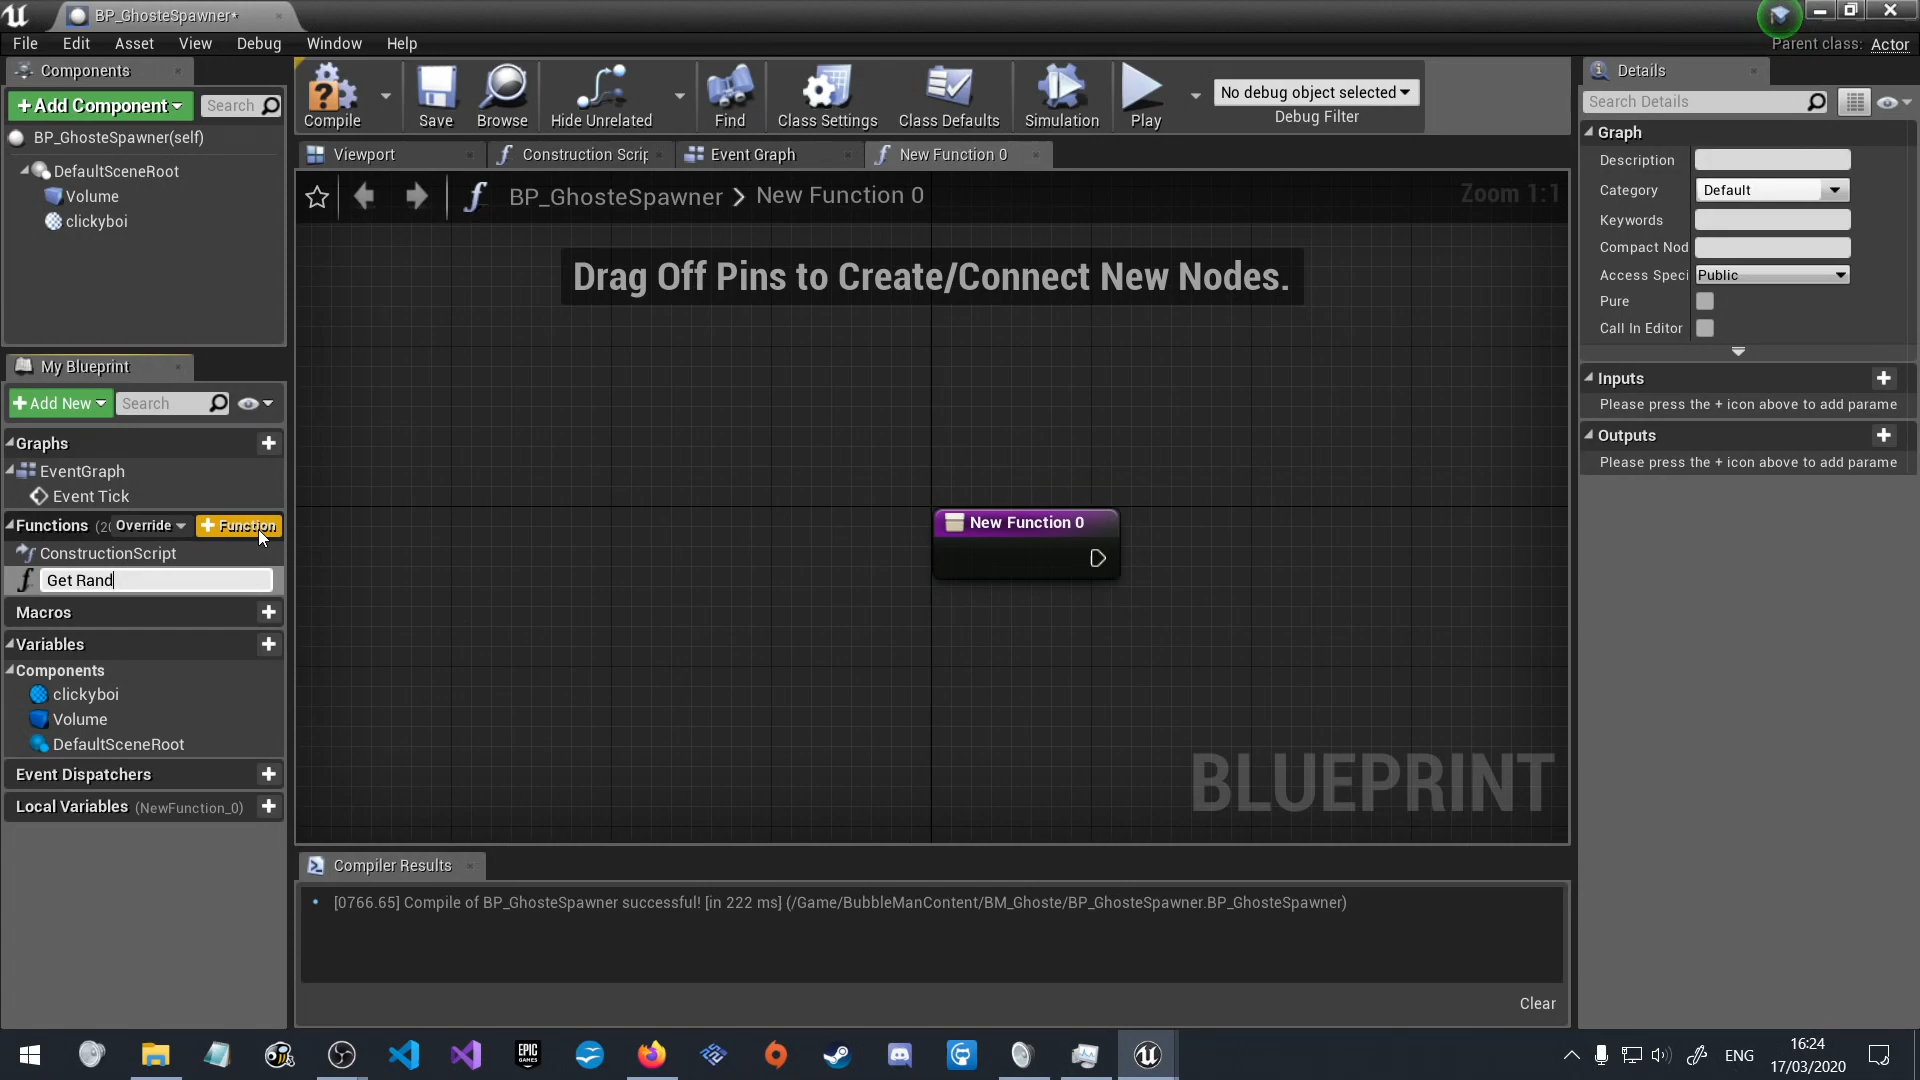 BP_GhosteSpawner*
File Edit Asset View Debug Window Help
Parent class: Actor
Components
+Add Component
Search
BP_GhosteSpawner(self)
DefaultSceneRoot
Volume
clickyboi
Compile
Save
Browse
Hide Unrelated
Find
Class Settings
Class Defaults
Simulation
Play
No debug object selected
Debug Filter
Viewport
Construction Scrip
Event Graph
New Function 0
BP_GhosteSpawner > New Function 0
Zoom 1:1
Drag Off Pins to Create/Connect New Nodes.
New Function 0
BLUEPRINT
My Blueprint
+Add New
Search
Graphs
EventGraph
Event Tick
Functions (20 Override + Function
ConstructionScript
Get Rand
Macros
Variables
Components
clickyboi
Volume
DefaultSceneRoot
Event Dispatchers
Local Variables (NewFunction_0)
Compiler Results
[0766.65] Compile of BP_GhosteSpawner successful! [in 222 ms] (/Game/BubbleManContent/BM_Ghoste/BP_GhosteSpawner.BP_GhosteSpawner)
Clear
Details
Search Details
Graph
Description
Category Default
Keywords
Compact Nod
Access Speci Public
Pure
Call In Editor
Inputs
Please press the + icon above to add parame
Outputs
Please press the + icon above to add parame
EPIC GAMES
ENG
16:24
17/03/2020